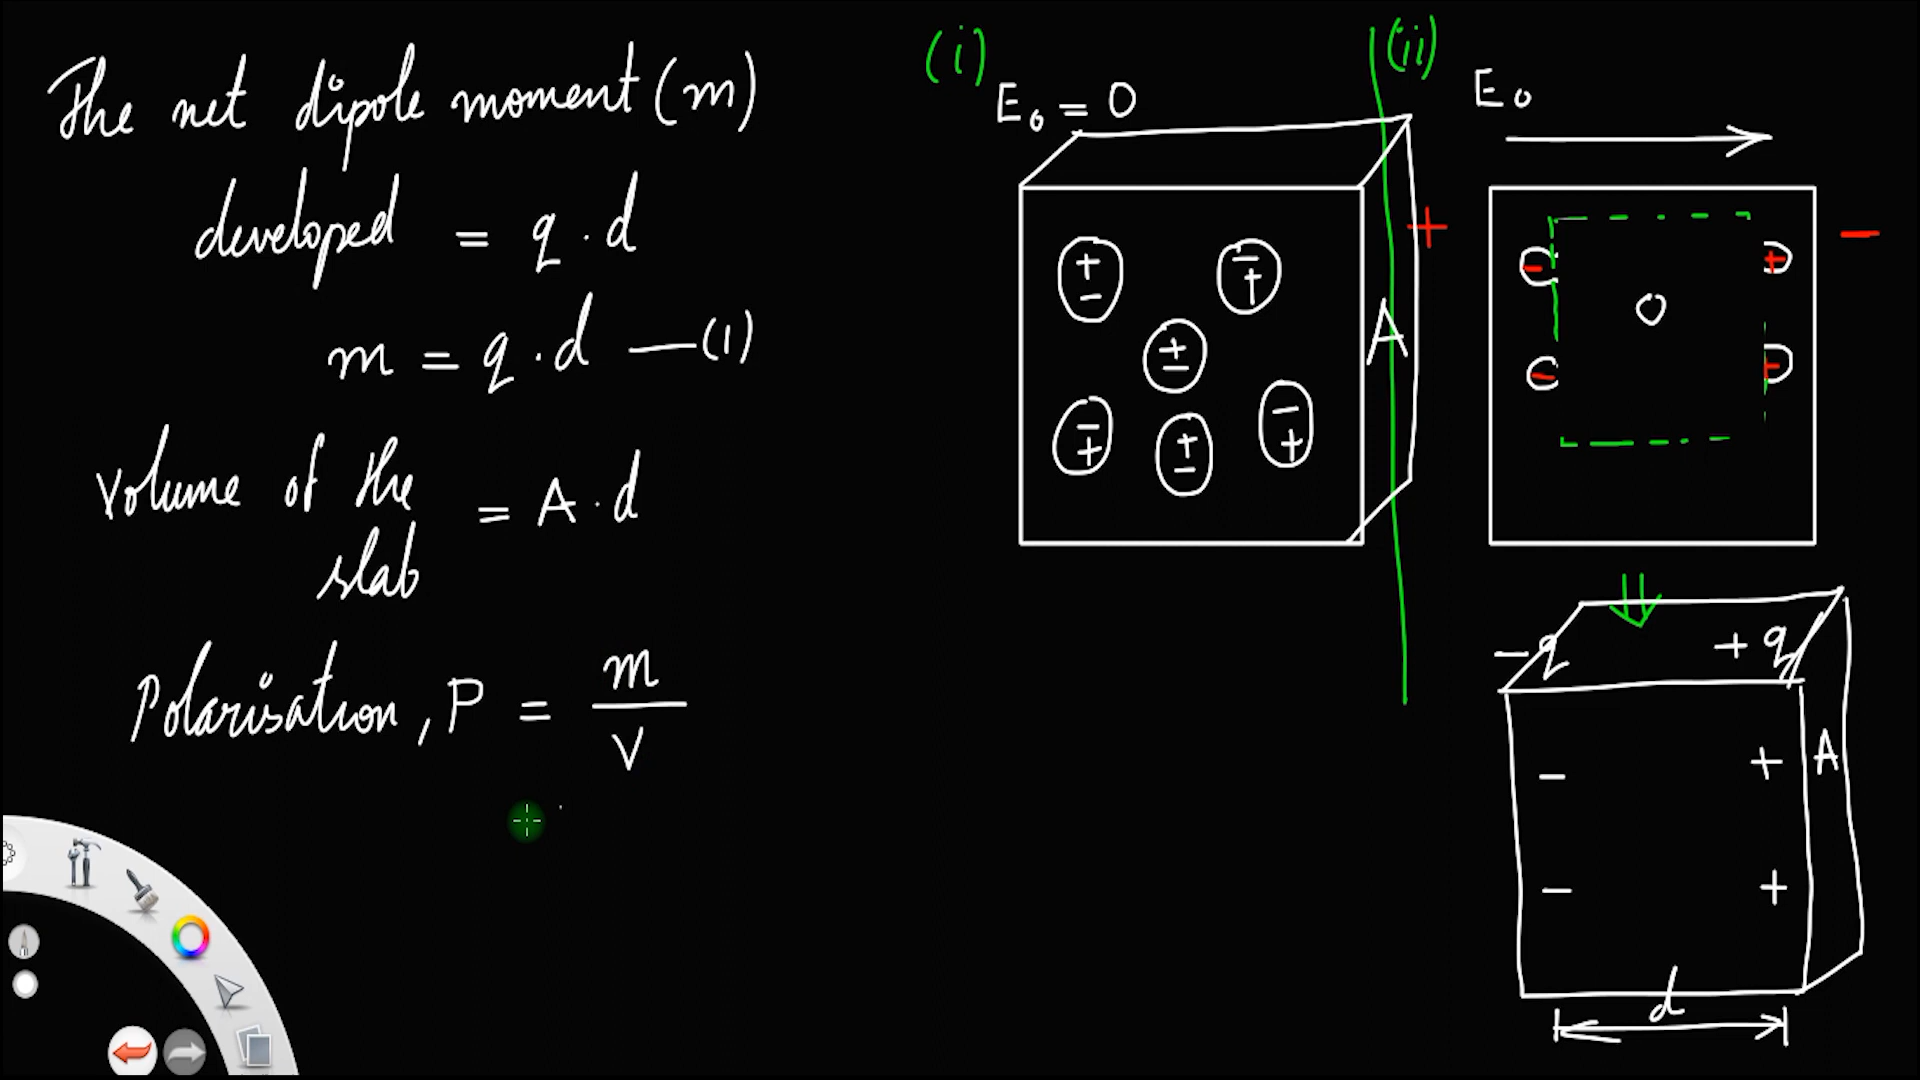 The net dipole moment (m)
developed = q . d
m = q . d —(1)
Volume of the slab = A . d
Polarisation, P = m / V
(i)
E₀ = 0
+ −
− +
+ −
− +
+ −
− +
A
(ii)
E₀
+ −
− +
O
− +
−q +q
− + A
− +
d